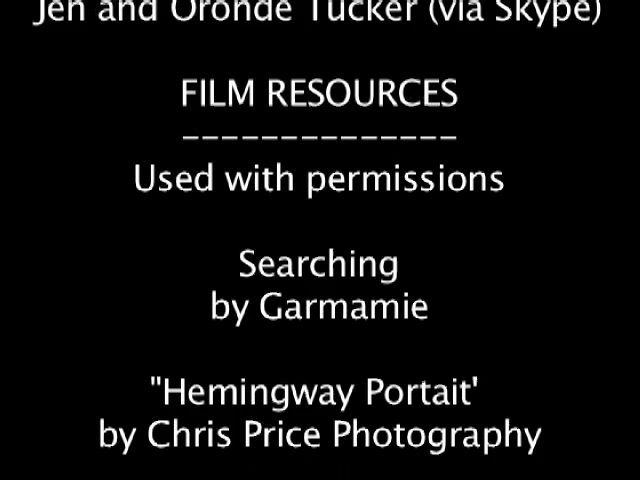 Jen and Oronde Tucker (via Skype)
FILM RESOURCES
--------------
Used with permissions
Searching
by Garmamie
"Hemingway Portait'
by Chris Price Photography